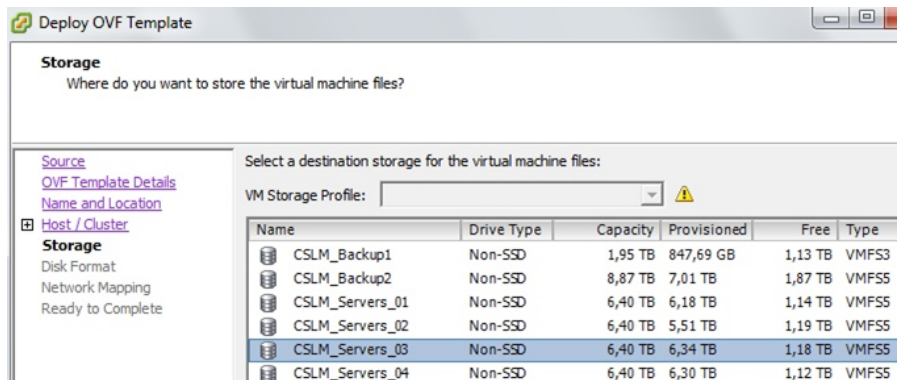 Deploy OVF Template
Storage
Where do you want to store the virtual machine files?
Source
OVF Template Details
Name and Location
Host / Cluster
Storage
Disk Format
Network Mapping
Ready to Complete
Select a destination storage for the virtual machine files:
VM Storage Profile:
Name Drive Type Capacity Provisioned Free Type
CSLM_Backup1 Non-SSD 1,95 TB 847,69 GB 1,13 TB VMFS3
CSLM_Backup2 Non-SSD 8,87 TB 7,01 TB 1,87 TB VMFS5
CSLM_Servers_01 Non-SSD 6,40 TB 6,18 TB 1,14 TB VMFS5
CSLM_Servers_02 Non-SSD 6,40 TB 5,51 TB 1,19 TB VMFS5
CSLM_Servers_03 Non-SSD 6,40 TB 6,34 TB 1,18 TB VMFS5
CSLM_Servers_04 Non-SSD 6,40 TB 6,30 TB 1,12 TB VMFS5